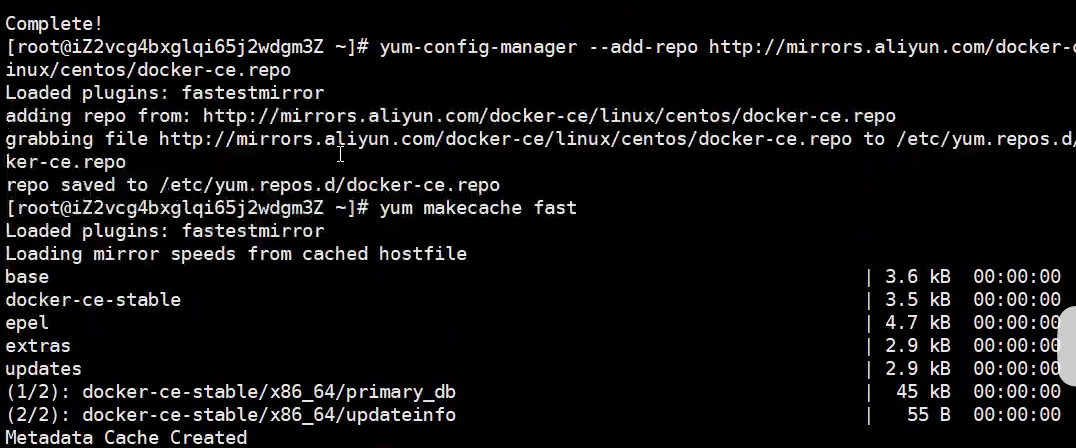 Complete!
[root@iZ2vcg4bxglqi65j2wdgm3Z ~]# yum-config-manager --add-repo http://mirrors.aliyun.com/docker-c
inux/centos/docker-ce.repo
Loaded plugins: fastestmirror
adding repo from: http://mirrors.aliyun.com/docker-ce/linux/centos/docker-ce.repo
grabbing file http://mirrors.aliyun.com/docker-ce/linux/centos/docker-ce.repo to /etc/yum.repos.d/
ker-ce.repo
repo saved to /etc/yum.repos.d/docker-ce.repo
[root@iZ2vcg4bxglqi65j2wdgm3Z ~]# yum makecache fast
Loaded plugins: fastestmirror
Loading mirror speeds from cached hostfile
base | 3.6 kB 00:00:00
docker-ce-stable | 3.5 kB 00:00:00
epel | 4.7 kB 00:00:00
extras | 2.9 kB 00:00:00
updates | 2.9 kB 00:00:00
(1/2): docker-ce-stable/x86_64/primary_db | 45 kB 00:00:00
(2/2): docker-ce-stable/x86_64/updateinfo | 55 B 00:00:00
Metadata Cache Created